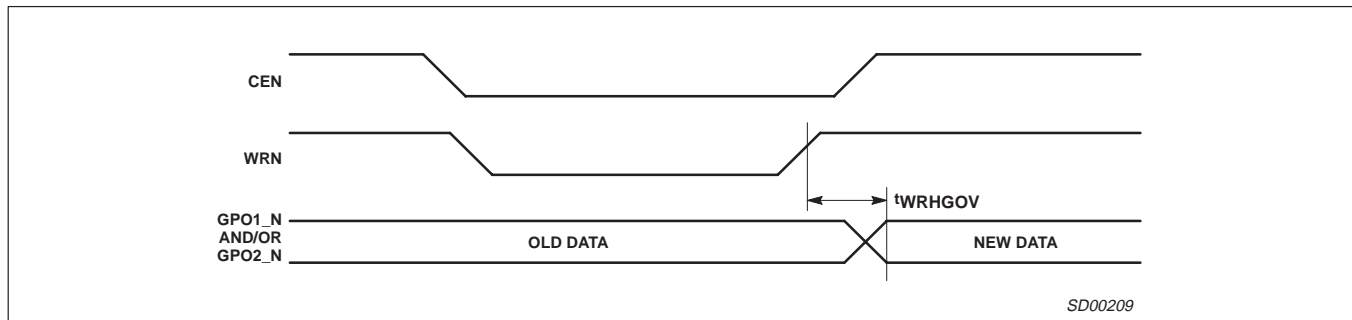 CEN
WRN
tWRHGOV
GPO1_N
AND/OR
GPO2_N
OLD DATA
NEW DATA
SD00209